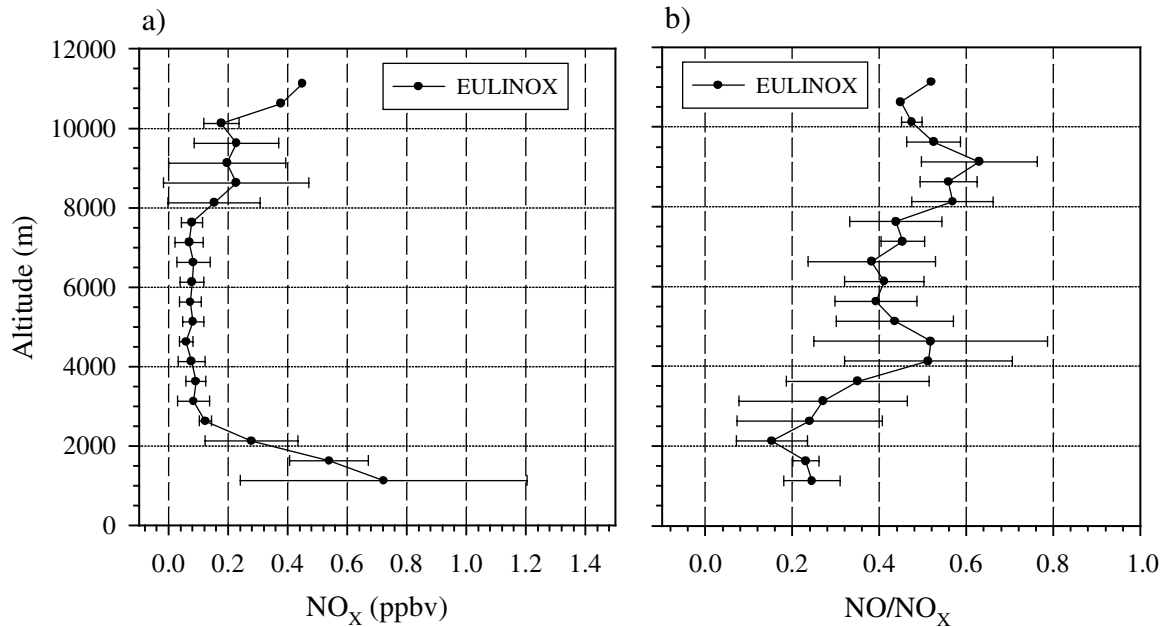 a)
12000
10000
8000
6000
4000
2000
0
Altitude (m)
EULINOX
0.0 0.2 0.4 0.6 0.8 1.0 1.2 1.4
NOX (ppbv)
b)
EULINOX
0.0 0.2 0.4 0.6 0.8 1.0
NO/NOX